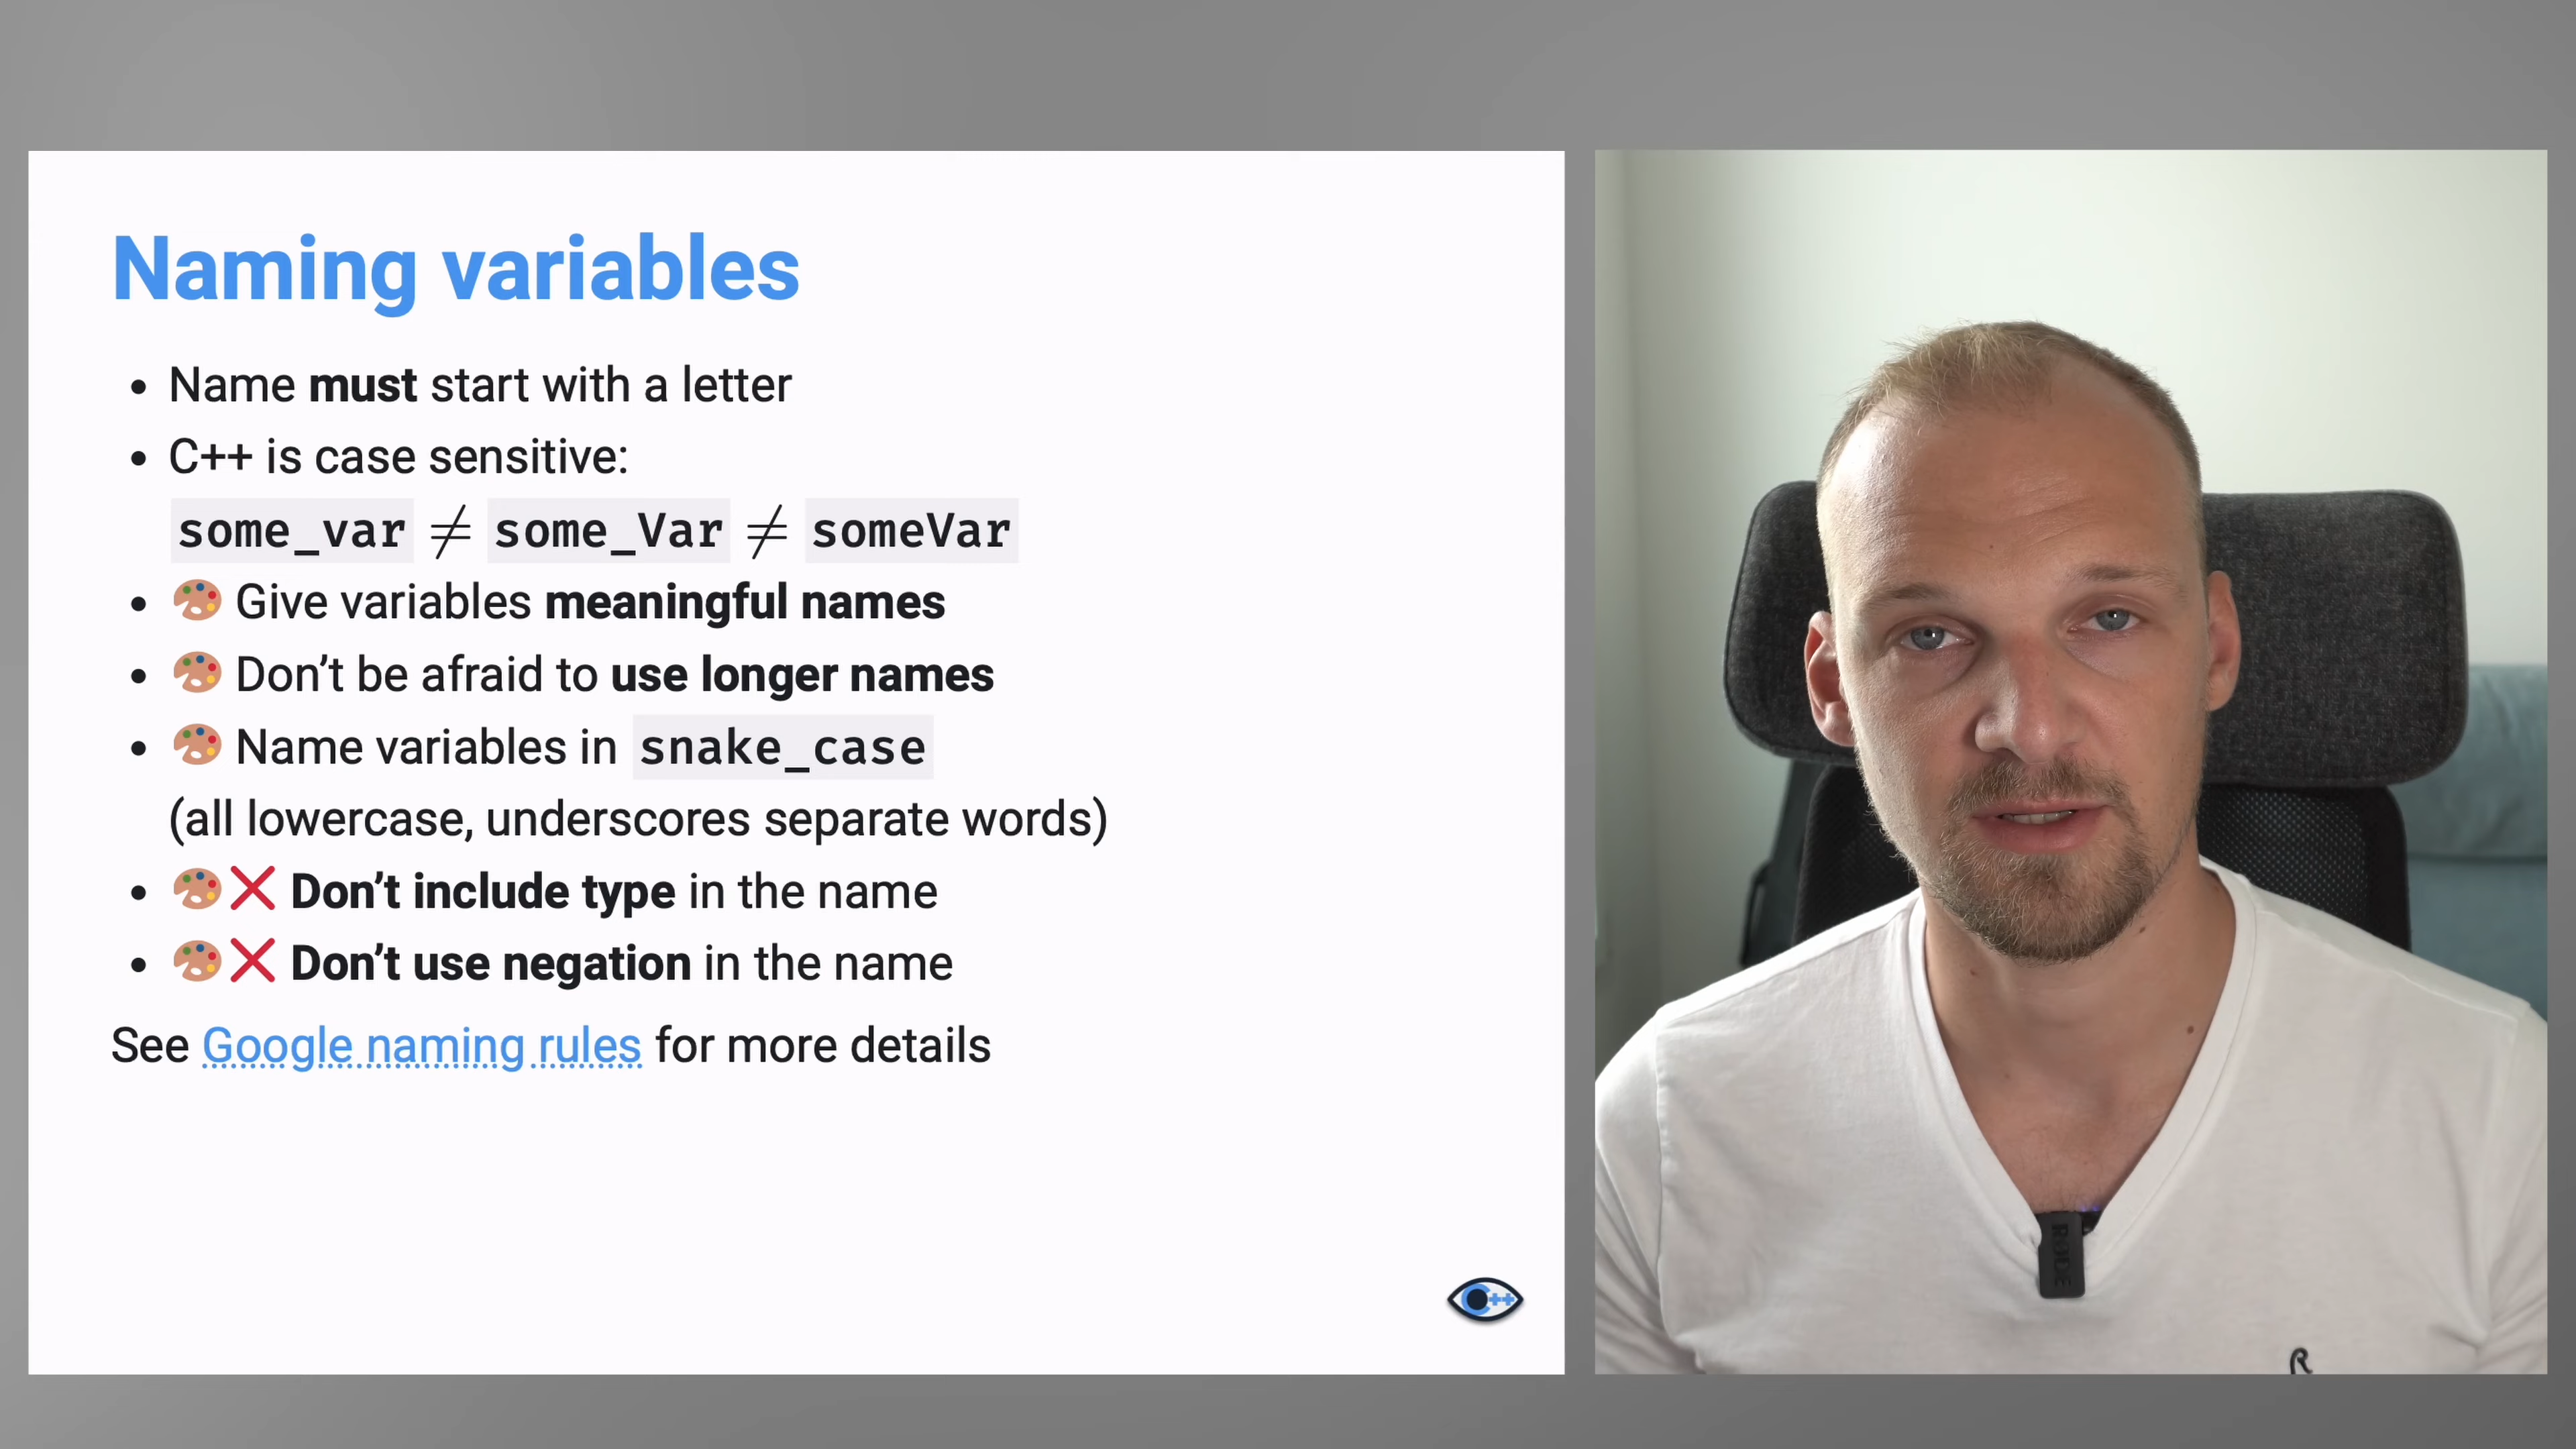 Naming variables
• Name must start with a letter
• C++ is case sensitive:
some_var ≠ some_Var ≠ someVar
• 🎨 Give variables meaningful names
• 🎨 Don’t be afraid to use longer names
• 🎨 Name variables in snake_case
(all lowercase, underscores separate words)
• 🎨❌ Don’t include type in the name
• 🎨❌ Don’t use negation in the name
See Google naming rules for more details
C++
RODE
R